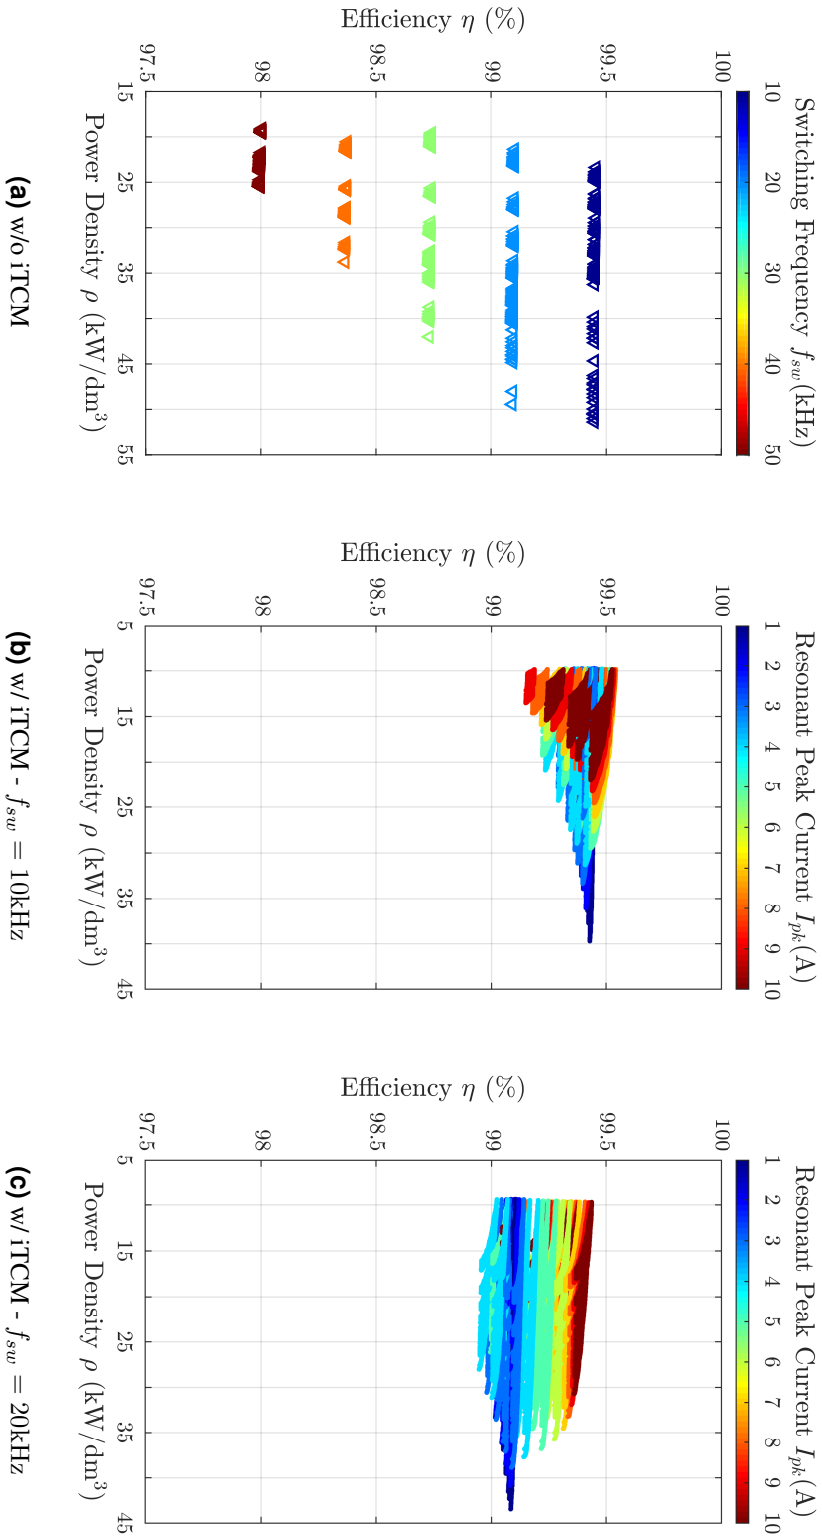 Switching Frequency f_sw(kHz)
10 20 30 40 50
100
99.5
99
98.5
98
97.5
Efficiency η (%)
15 25 35 45 55
Power Density ρ (kW/dm³)
(a) w/o iTCM
Resonant Peak Current I_pk(A)
1 2 3 4 5 6 7 8 9 10
100
99.5
99
98.5
98
97.5
Efficiency η (%)
5 15 25 35 45
Power Density ρ (kW/dm³)
(b) w/ iTCM - f_sw = 10kHz
Resonant Peak Current I_pk(A)
1 2 3 4 5 6 7 8 9 10
100
99.5
99
98.5
98
97.5
Efficiency η (%)
5 15 25 35 45
Power Density ρ (kW/dm³)
(c) w/ iTCM - f_sw = 20kHz